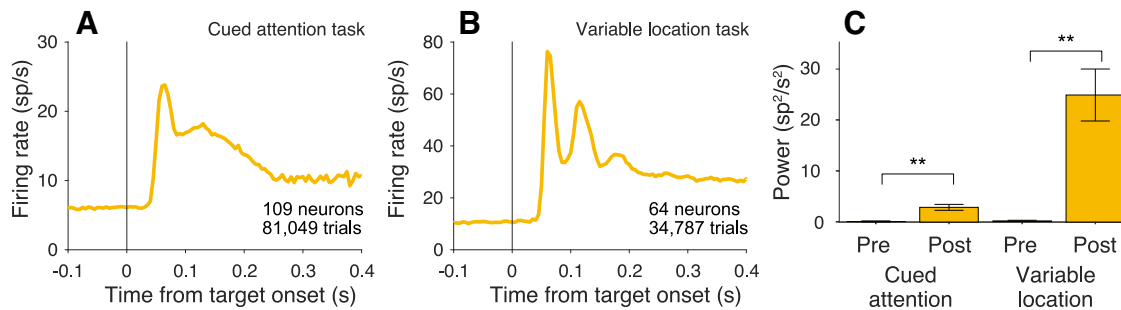 A
Cued attention task
Firing rate (sp/s)
30
20
10
0
109 neurons
81,049 trials
-0.1
0
0.1
0.2
0.3
0.4
Time from target onset (s)
B
Variable location task
Firing rate (sp/s)
80
60
40
20
0
64 neurons
34,787 trials
-0.1
0
0.1
0.2
0.3
0.4
Time from target onset (s)
C
Power (sp²/s²)
30
20
10
0
**
**
Pre
Post
Pre
Post
Cued
attention
Variable
location